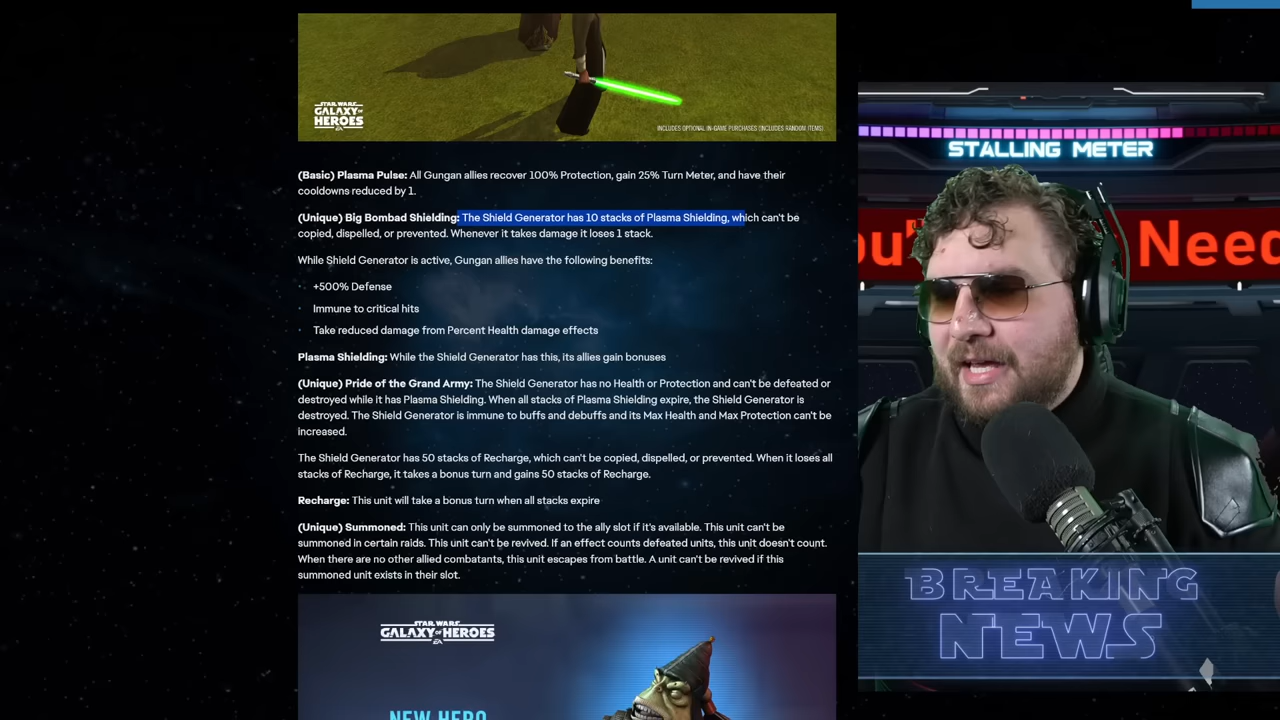 STAR WARS
GALAXY OF
HEROES
EA
INCLUDES OPTIONAL IN-GAME PURCHASES (INCLUDES RANDOM ITEMS)
(Basic) Plasma Pulse: All Gungan allies recover 100% Protection, gain 25% Turn Meter, and have their
cooldowns reduced by 1.
(Unique) Big Bombad Shielding: The Shield Generator has 10 stacks of Plasma Shielding, which can't be
copied, dispelled, or prevented. Whenever it takes damage it loses 1 stack.
While Shield Generator is active, Gungan allies have the following benefits:
+500% Defense
Immune to critical hits
Take reduced damage from Percent Health damage effects
Plasma Shielding: While the Shield Generator has this, its allies gain bonuses
(Unique) Pride of the Grand Army: The Shield Generator has no Health or Protection and can't be defeated or
destroyed while it has Plasma Shielding. When all stacks of Plasma Shielding expire, the Shield Generator is
destroyed. The Shield Generator is immune to buffs and debuffs and its Max Health and Max Protection can't be
increased.
The Shield Generator has 50 stacks of Recharge, which can't be copied, dispelled, or prevented. When it loses all
stacks of Recharge, it takes a bonus turn and gains 50 stacks of Recharge.
Recharge: This unit will take a bonus turn when all stacks expire
(Unique) Summoned: This unit can only be summoned to the ally slot if it's available. This unit can't be
summoned in certain raids. This unit can't be revived. If an effect counts defeated units, this unit doesn't count.
When there are no other allied combatants, this unit escapes from battle. A unit can't be revived if this
summoned unit exists in their slot.
STAR WARS
GALAXY OF HEROES
EA
NEW HERO
STALLING METER
Need
BREAKING
NEWS